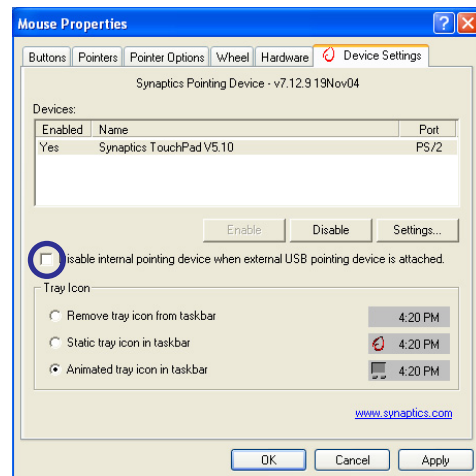 Mouse Properties
Buttons Pointers Pointer Options Wheel Hardware Device Settings
Synaptics Pointing Device - v7.12.9 19Nov04
Devices:
Enabled Name Port
Yes Synaptics TouchPad V5.10 PS/2
Enable Disable Settings...
Disable internal pointing device when external USB pointing device is attached.
Tray Icon
Remove tray icon from taskbar 4:20 PM
Static tray icon in taskbar 4:20 PM
Animated tray icon in taskbar 4:20 PM
www.synaptics.com
OK Cancel Apply